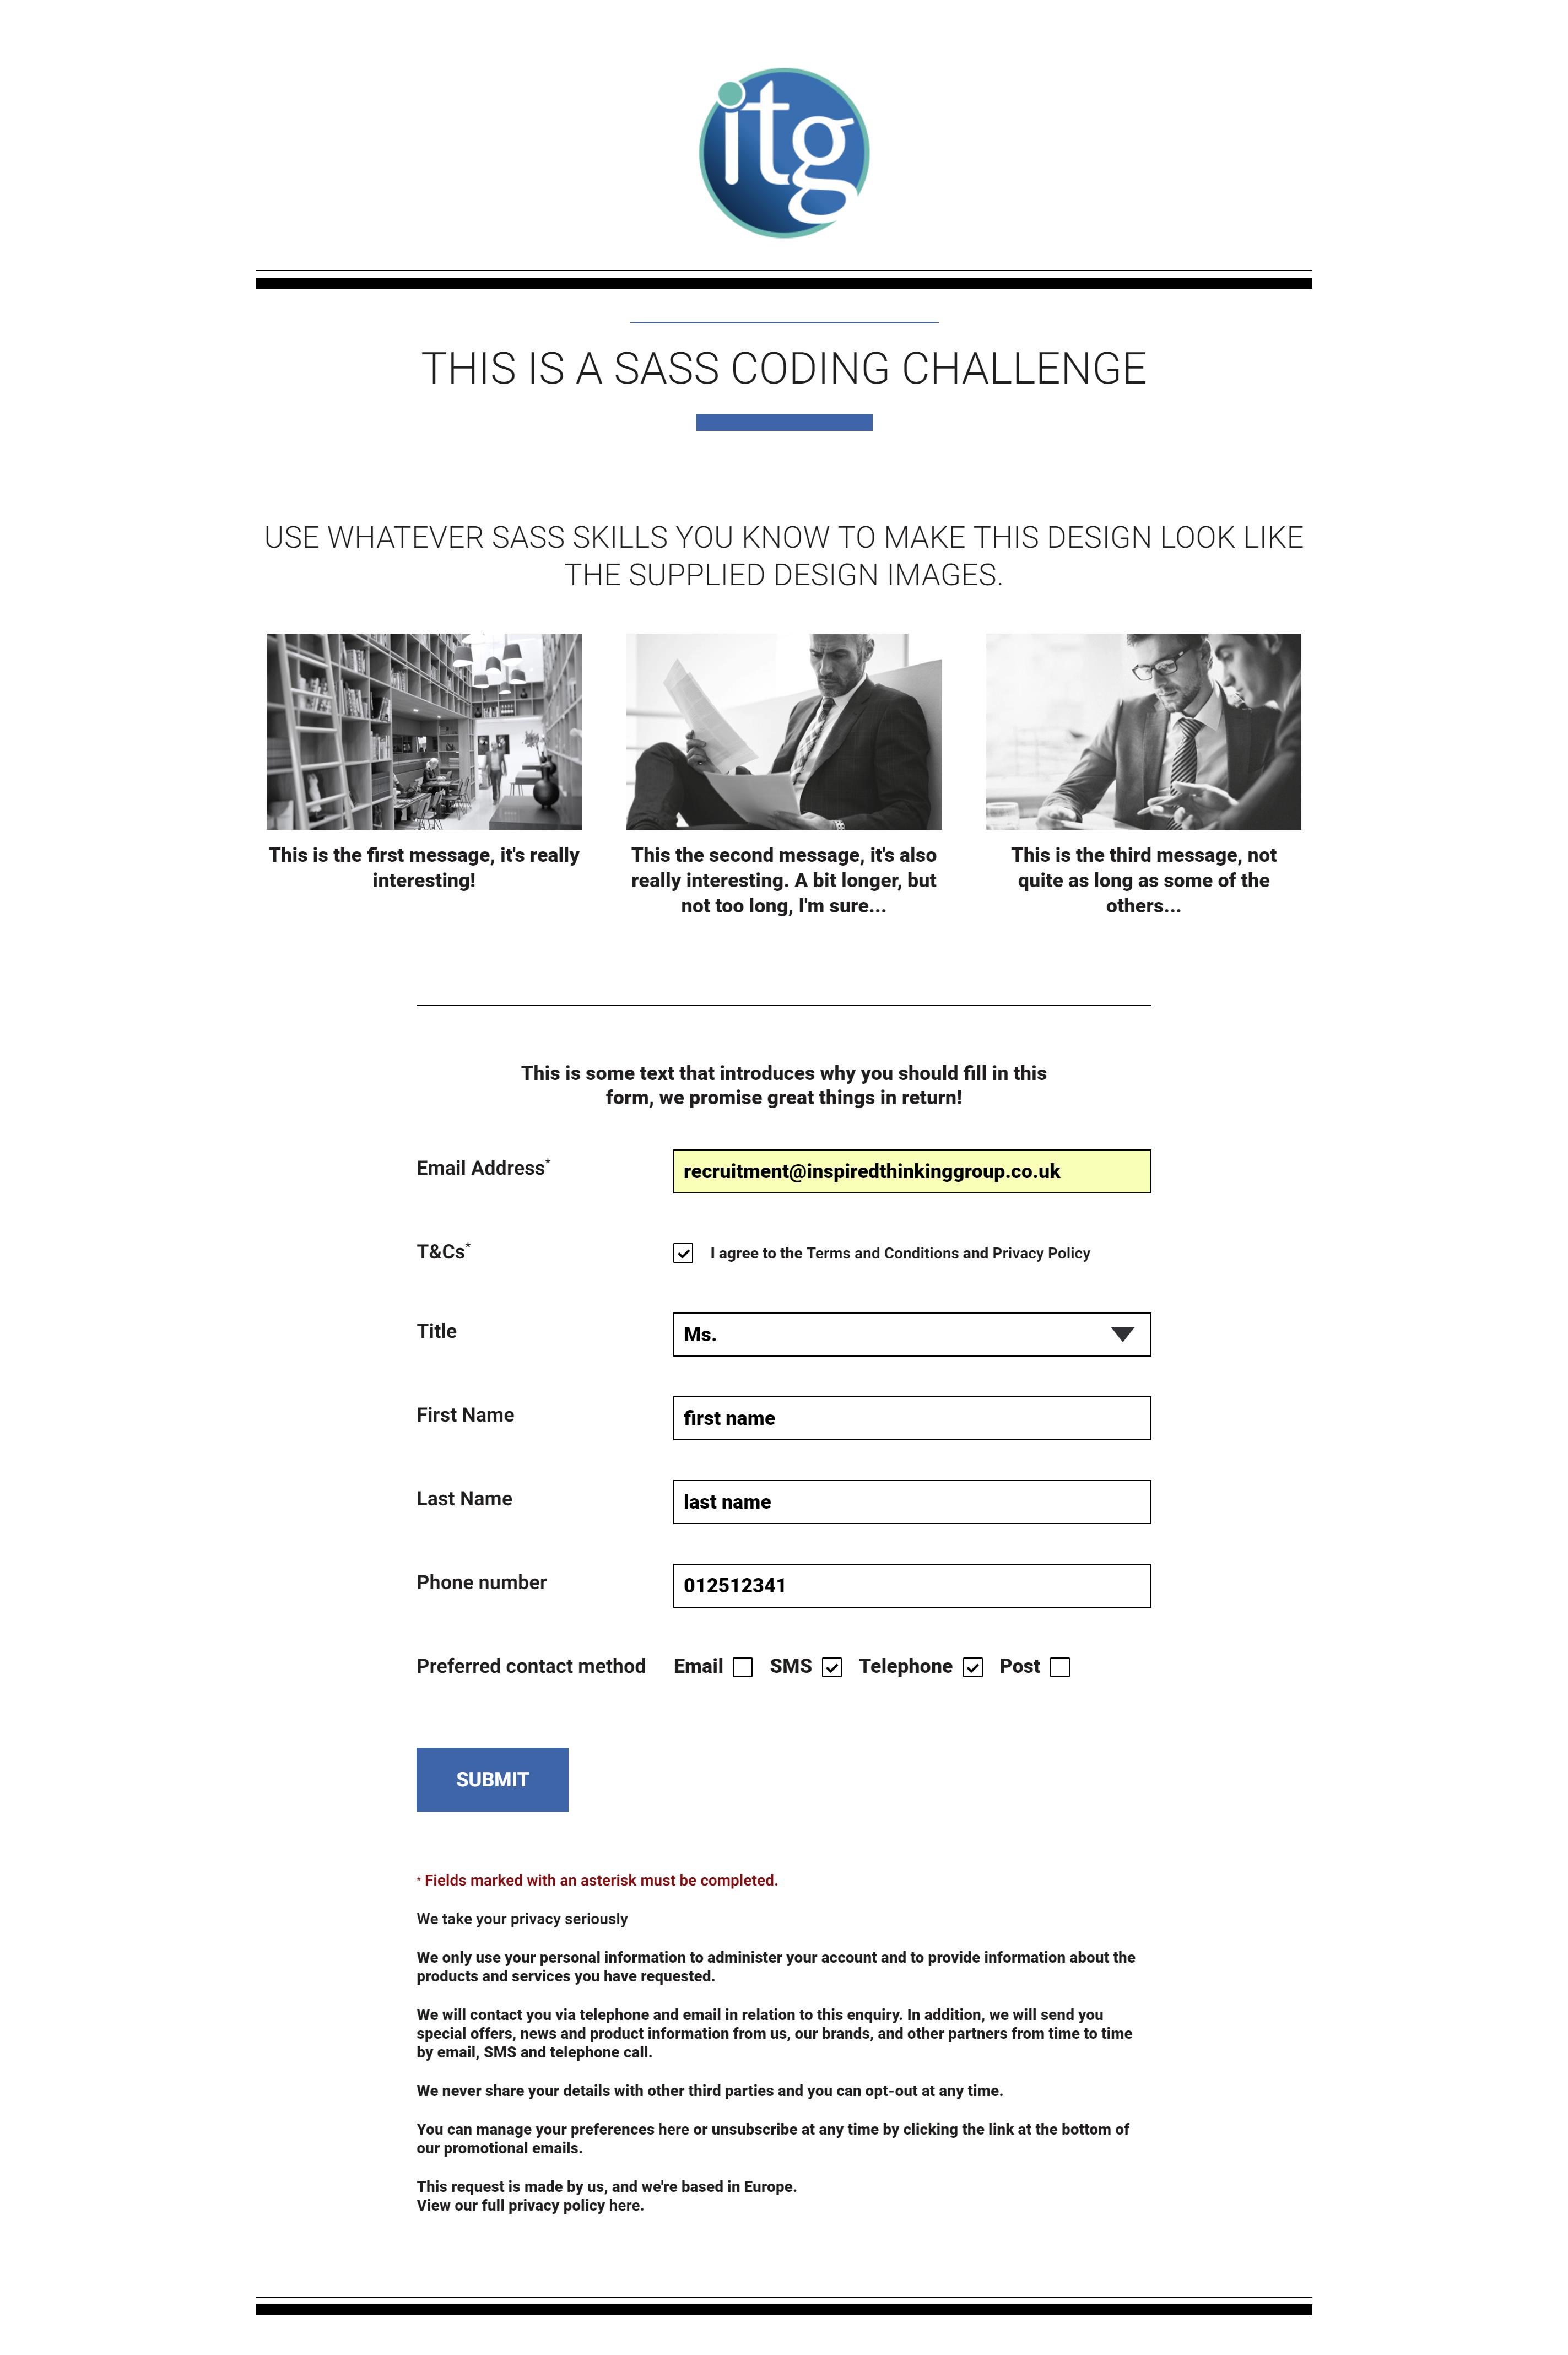 itg
THIS IS A SASS CODING CHALLENGE
USE WHATEVER SASS SKILLS YOU KNOW TO MAKE THIS DESIGN LOOK LIKE
THE SUPPLIED DESIGN IMAGES.
This is the first message, it's really
interesting!
This the second message, it's also
really interesting. A bit longer, but
not too long, I'm sure...
This is the third message, not
quite as long as some of the
others...
This is some text that introduces why you should fill in this
form, we promise great things in return!
Email Address*
recruitment@inspiredthinkinggroup.co.uk
T&Cs*
I agree to the Terms and Conditions and Privacy Policy
Title
Ms.
First Name
first name
Last Name
last name
Phone number
012512341
Preferred contact method
Email SMS Telephone Post
SUBMIT
* Fields marked with an asterisk must be completed.
We take your privacy seriously
We only use your personal information to administer your account and to provide information about the
products and services you have requested.
We will contact you via telephone and email in relation to this enquiry. In addition, we will send you
special offers, news and product information from us, our brands, and other partners from time to time
by email, SMS and telephone call.
We never share your details with other third parties and you can opt-out at any time.
You can manage your preferences here or unsubscribe at any time by clicking the link at the bottom of
our promotional emails.
This request is made by us, and we're based in Europe.
View our full privacy policy here.